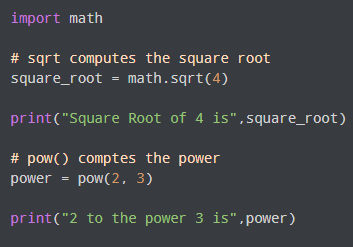 import math
# sqrt computes the square root
square_root = math.sqrt(4)
print("Square Root of 4 is",square_root)
# pow() comptes the power
power = pow(2, 3)
print("2 to the power 3 is",power)